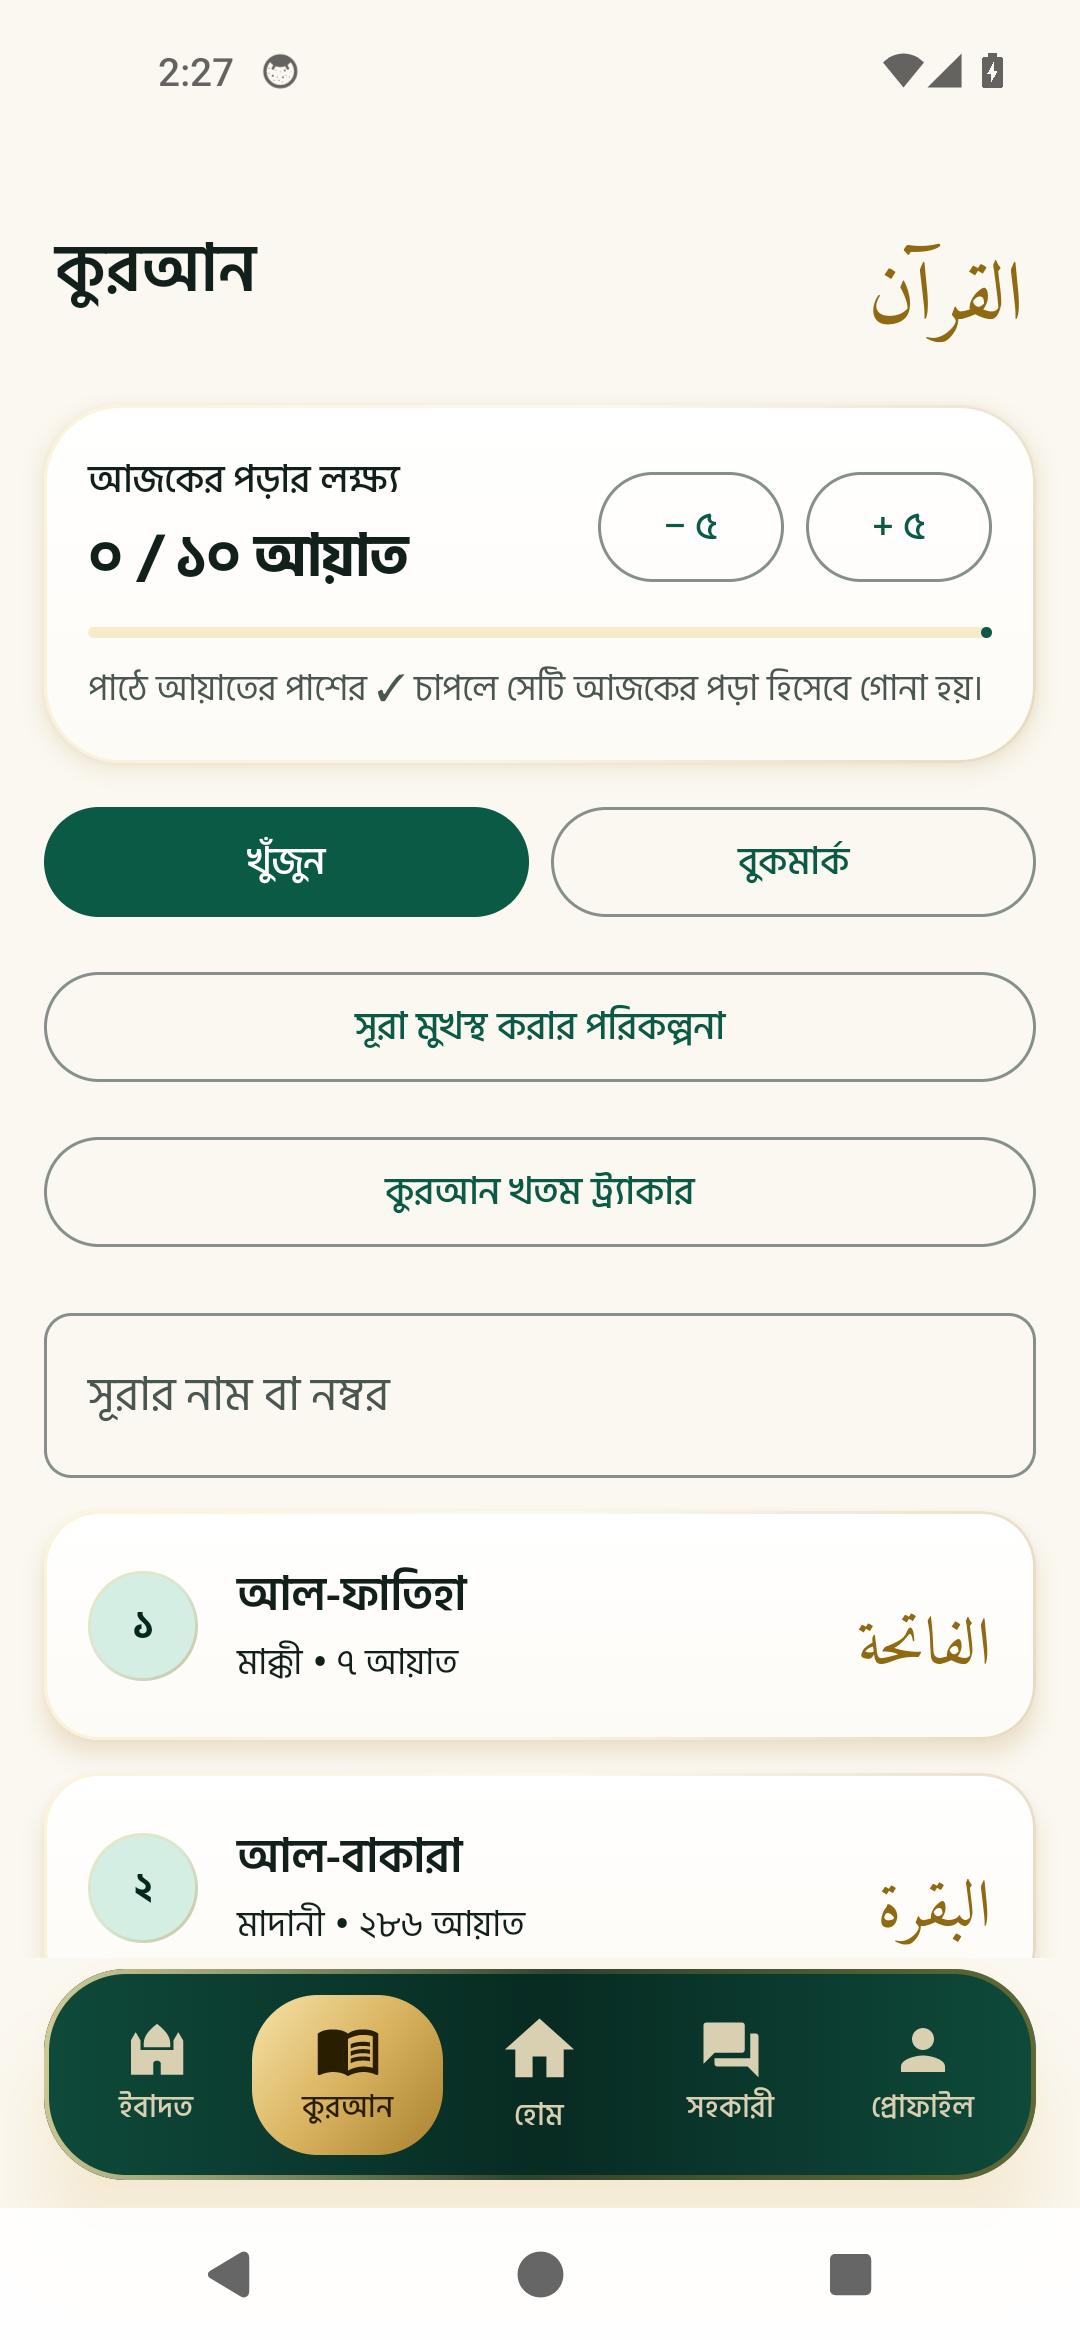 2:27
কুরআন
القرآن
আজকের পড়ার লক্ষ্য
০ / ১০ আয়াত
− ৫
+ ৫
পাঠে আয়াতের পাশের ✓ চাপলে সেটি আজকের পড়া হিসেবে গোনা হয়।
খুঁজুন
বুকমার্ক
সূরা মুখস্থ করার পরিকল্পনা
কুরআন খতম ট্র্যাকার
সূরার নাম বা নম্বর
১
আল-ফাতিহা
মাক্কী • ৭ আয়াত
الفاتحة
২
আল-বাকারা
মাদানী • ২৮৬ আয়াত
البقرة
ইবাদত
কুরআন
হোম
সহকারী
প্রোফাইল